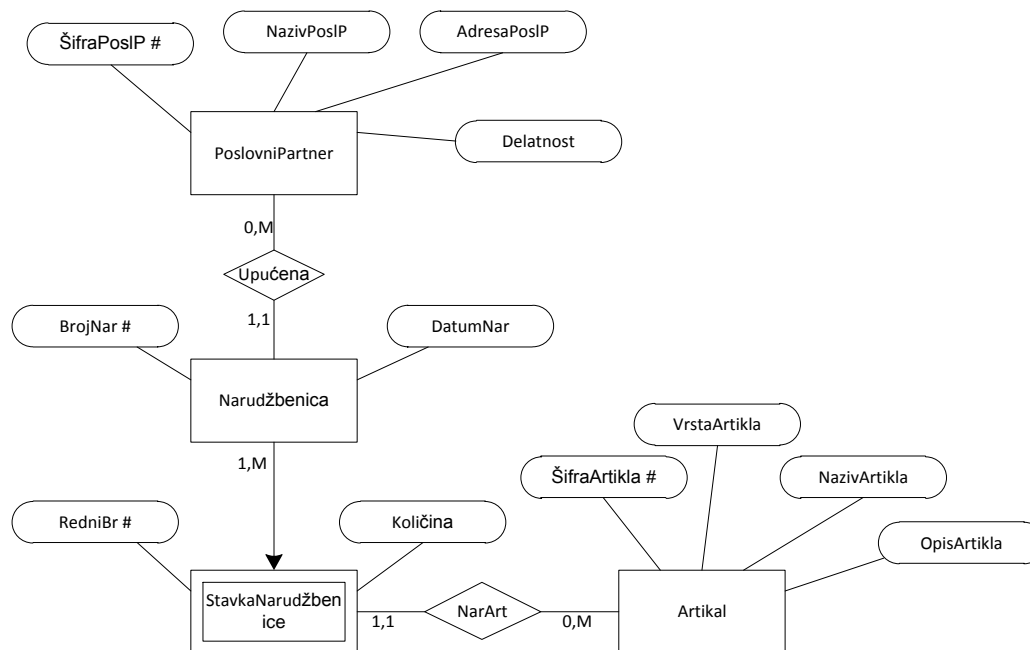 ŠifraPoslP #
NazivPoslP
AdresaPoslP
PoslovniPartner
Delatnost
0,M
Upućena
1,1
BrojNar #
DatumNar
Narudžbenica
1,M
VrstaArtikla
ŠifraArtikla #
NazivArtikla
RedniBr #
Količina
OpisArtikla
StavkaNarudžben
ice
1,1
NarArt
0,M
Artikal